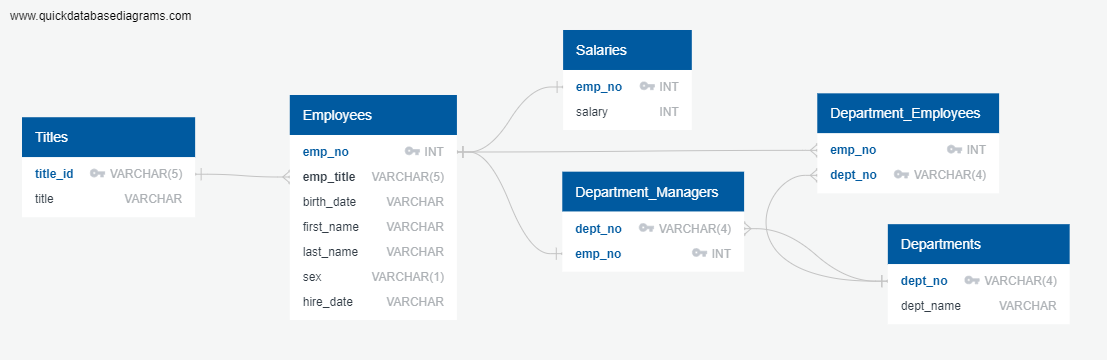 www.quickdatabasediagrams.com
Titles
title_id VARCHAR(5)
title VARCHAR
Employees
emp_no INT
emp_title VARCHAR(5)
birth_date VARCHAR
first_name VARCHAR
last_name VARCHAR
sex VARCHAR(1)
hire_date VARCHAR
Salaries
emp_no INT
salary INT
Department_Managers
dept_no VARCHAR(4)
emp_no INT
Department_Employees
emp_no INT
dept_no VARCHAR(4)
Departments
dept_no VARCHAR(4)
dept_name VARCHAR